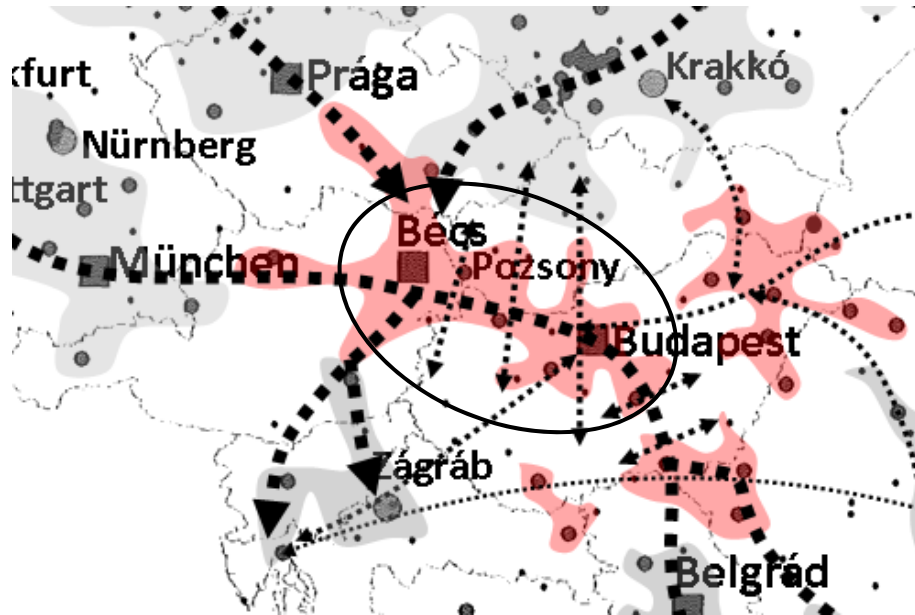 Prága
Krakkó
kfurt
Nürnberg
ttgart
Bécs
München
Pozsony
Budapest
Zágráb
Belgrád